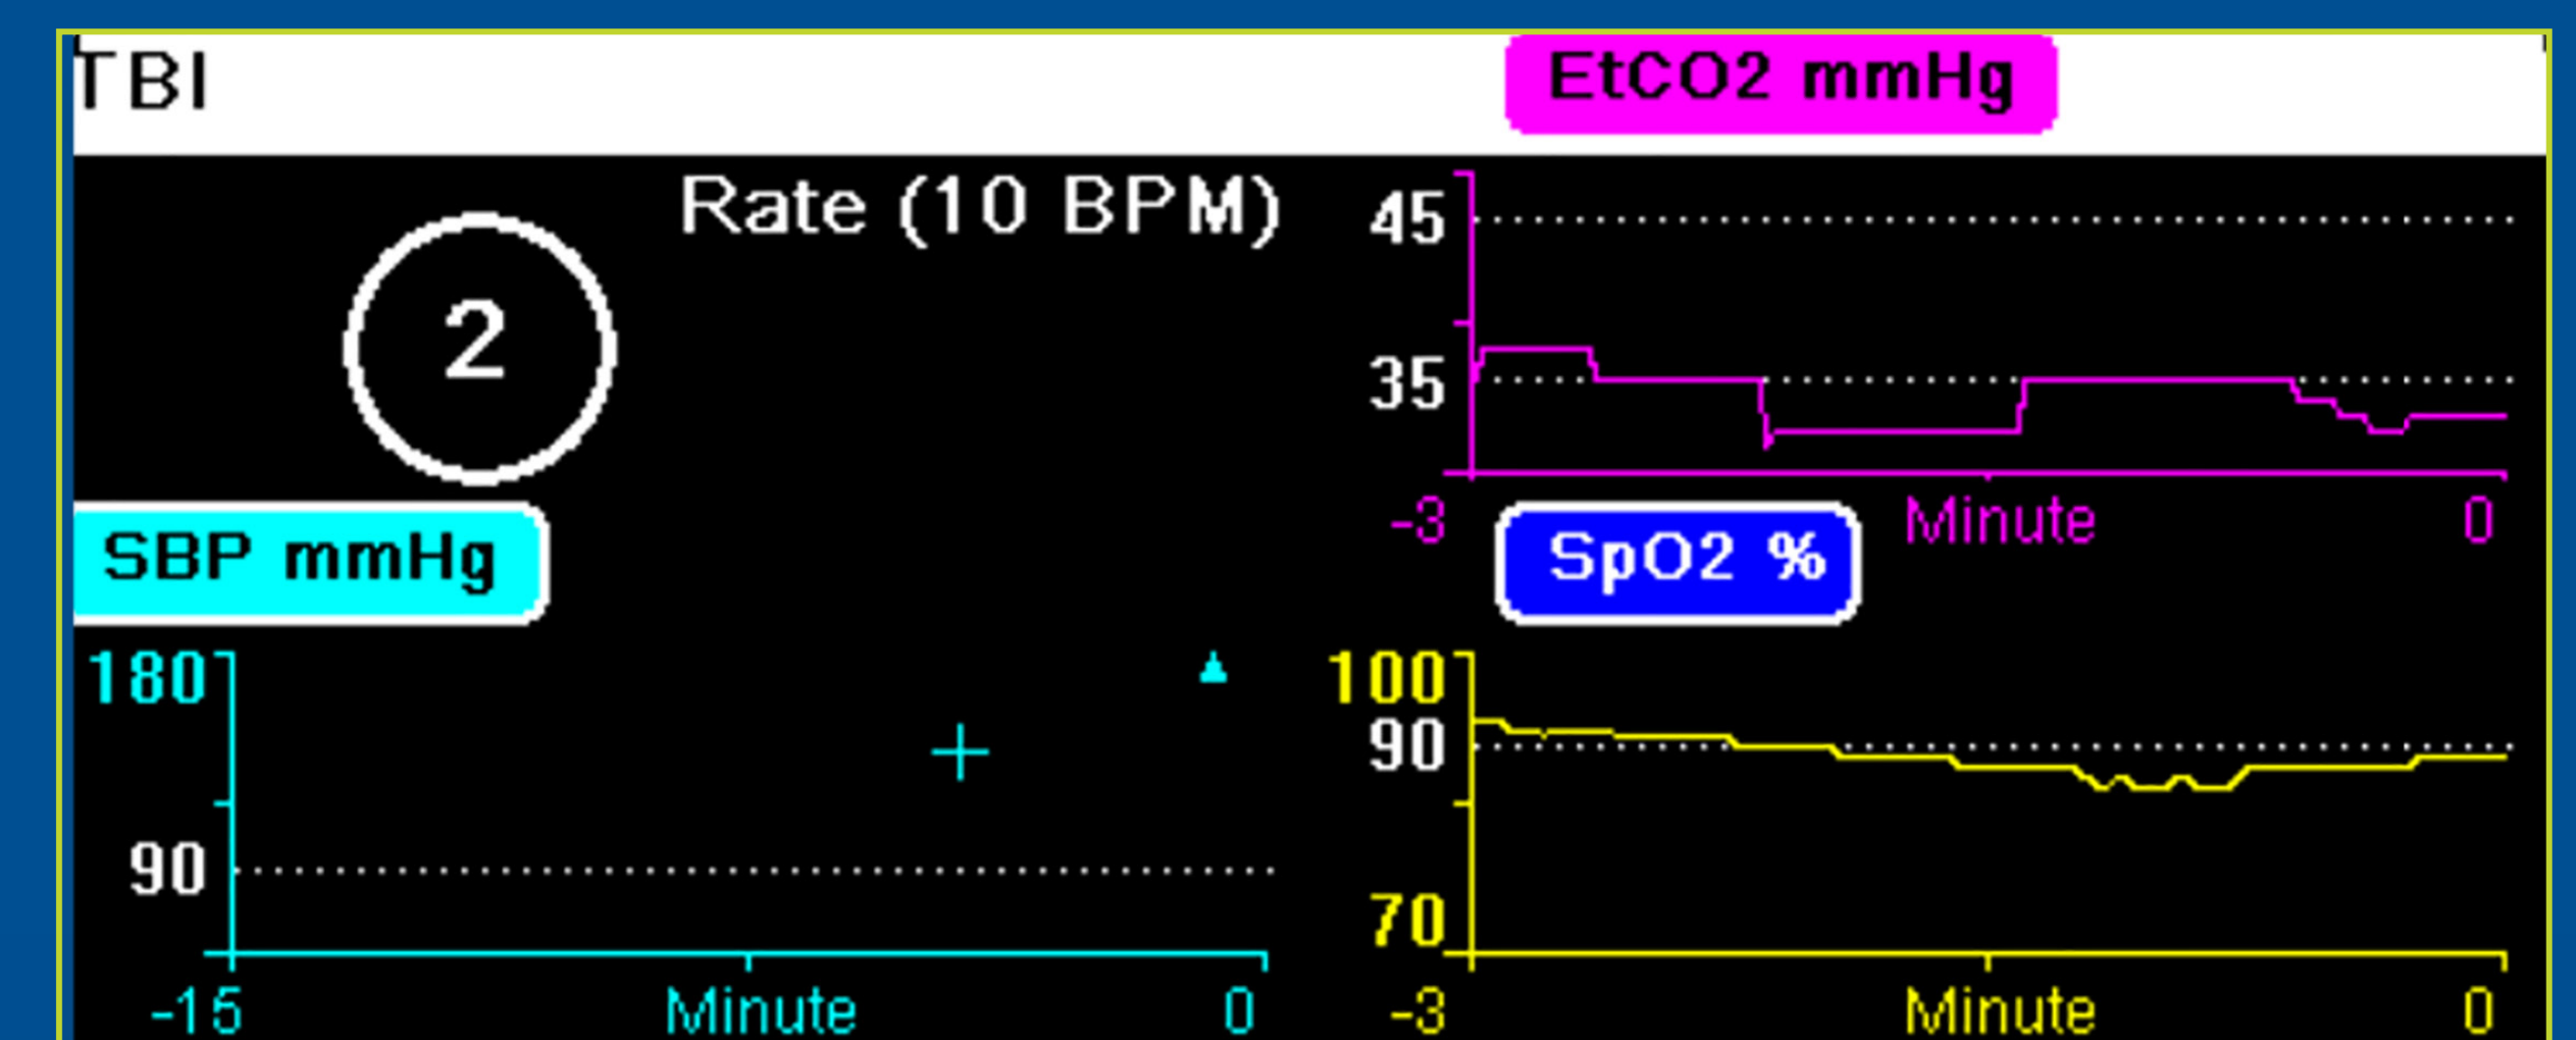 TBI
EtCO2 mmHg
Rate (10 BPM)
2
45
35
-3 Minute 0
SBP mmHg
180
90
-15 Minute 0
SpO2 %
100
90
70
-3 Minute 0